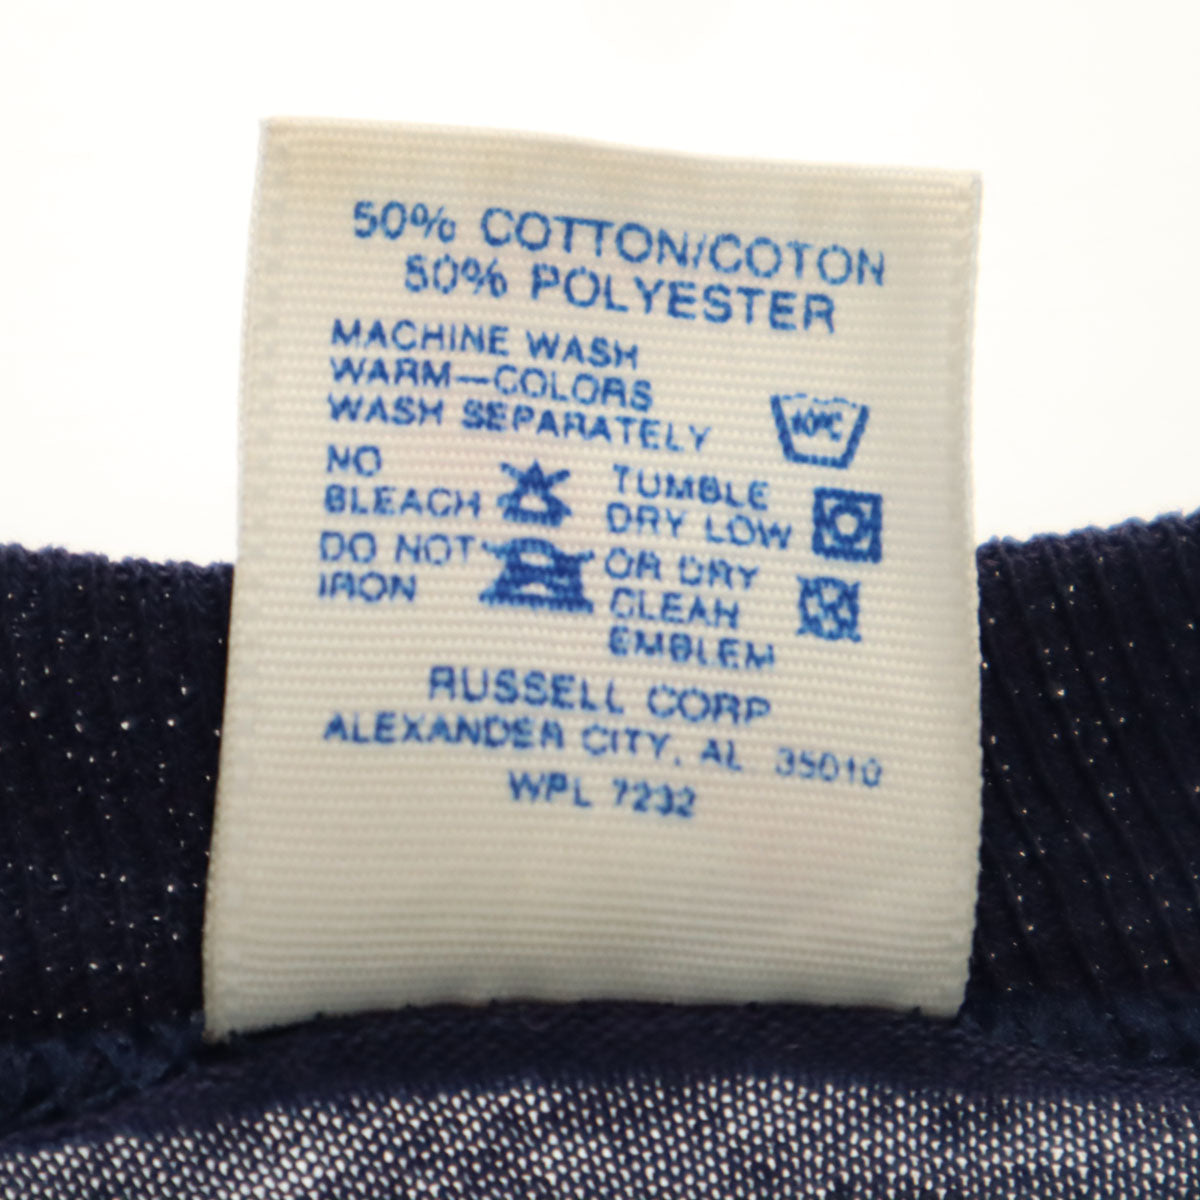 50% COTTON/COTON
50% POLYESTER
MACHINE WASH
WARM—COLORS
WASH SEPARATELY
40°C
NO
BLEACH
DO NOT
IRON
TUMBLE
DRY LOW
OR DRY
CLEAN
EMBLEM
RUSSELL CORP
ALEXANDER CITY, AL 35010
WPL 7232